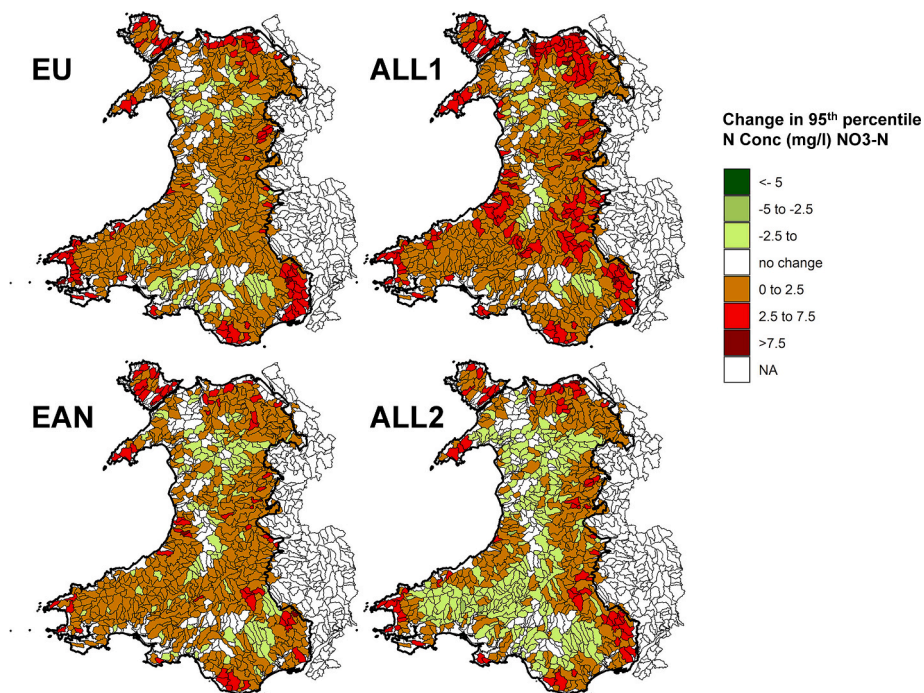 EU
ALL1
Change in 95th percentile
N Conc (mg/l) NO3-N
<- 5
-5 to -2.5
-2.5 to
no change
0 to 2.5
2.5 to 7.5
>7.5
NA
EAN
ALL2